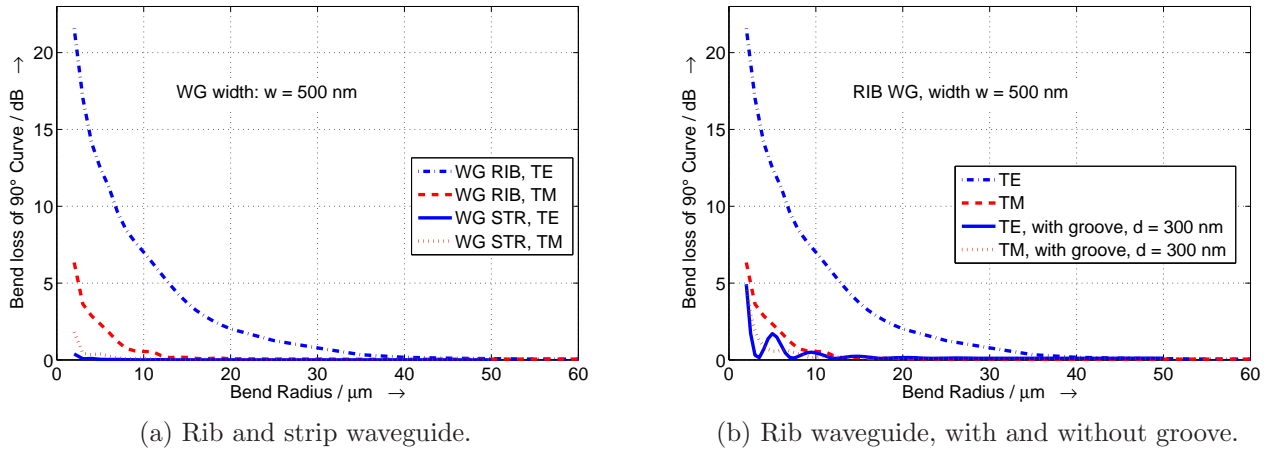 Bend loss of 90° Curve / dB →
20
15
10
5
0
WG width: w = 500 nm
WG RIB, TE
WG RIB, TM
WG STR, TE
WG STR, TM
0 10 20 30 40 50 60
Bend Radius / μm →
(a) Rib and strip waveguide.
Bend loss of 90° Curve / dB →
20
15
10
5
0
RIB WG, width w = 500 nm
TE
TM
TE, with groove, d = 300 nm
TM, with groove, d = 300 nm
0 10 20 30 40 50 60
Bend Radius / μm →
(b) Rib waveguide, with and without groove.